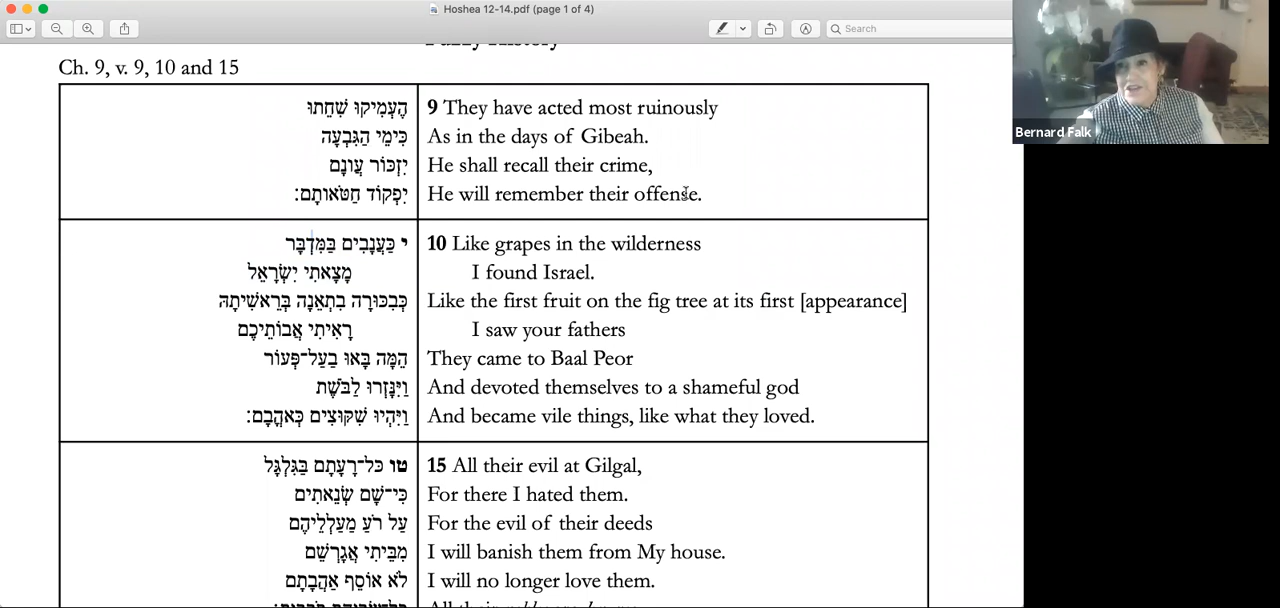 Hoshea 12-14.pdf (page 1 of 4)
Search
Bernard Falk
Fuzzy History
Ch. 9, v. 9, 10 and 15
הֶעְמִיקוּ שִׁחֵתוּ
כִּימֵי הַגִּבְעָה
יִזְכּוֹר עֲוֹנָם
יִפְקוֹד חַטֹּאותָם׃
9 They have acted most ruinously
As in the days of Gibeah.
He shall recall their crime,
He will remember their offense.
י כַּעֲנָבִים בַּמִּדְבָּר
מָצָאתִי יִשְׂרָאֵל
כְּבִכּוּרָה בִתְאֵנָה בְּרֵאשִׁיתָהּ
רָאִיתִי אֲבוֹתֵיכֶם
הֵמָּה בָּאוּ בַעַל־פְּעוֹר
וַיִּנָּזְרוּ לַבֹּשֶׁת
וַיִּהְיוּ שִׁקּוּצִים כְּאָהֳבָם׃
10 Like grapes in the wilderness
I found Israel.
Like the first fruit on the fig tree at its first [appearance]
I saw your fathers
They came to Baal Peor
And devoted themselves to a shameful god
And became vile things, like what they loved.
טו כׇּל־רָעָתָם בַּגִּלְגָּל
כִּי־שָׁם שְׂנֵאתִים
עַל רֹעַ מַעַלְלֵיהֶם
מִבֵּיתִי אֲגָרְשֵׁם
לֹא אוֹסֵף אַהֲבָתָם
15 All their evil at Gilgal,
For there I hated them.
For the evil of their deeds
I will banish them from My house.
I will no longer love them.
All their